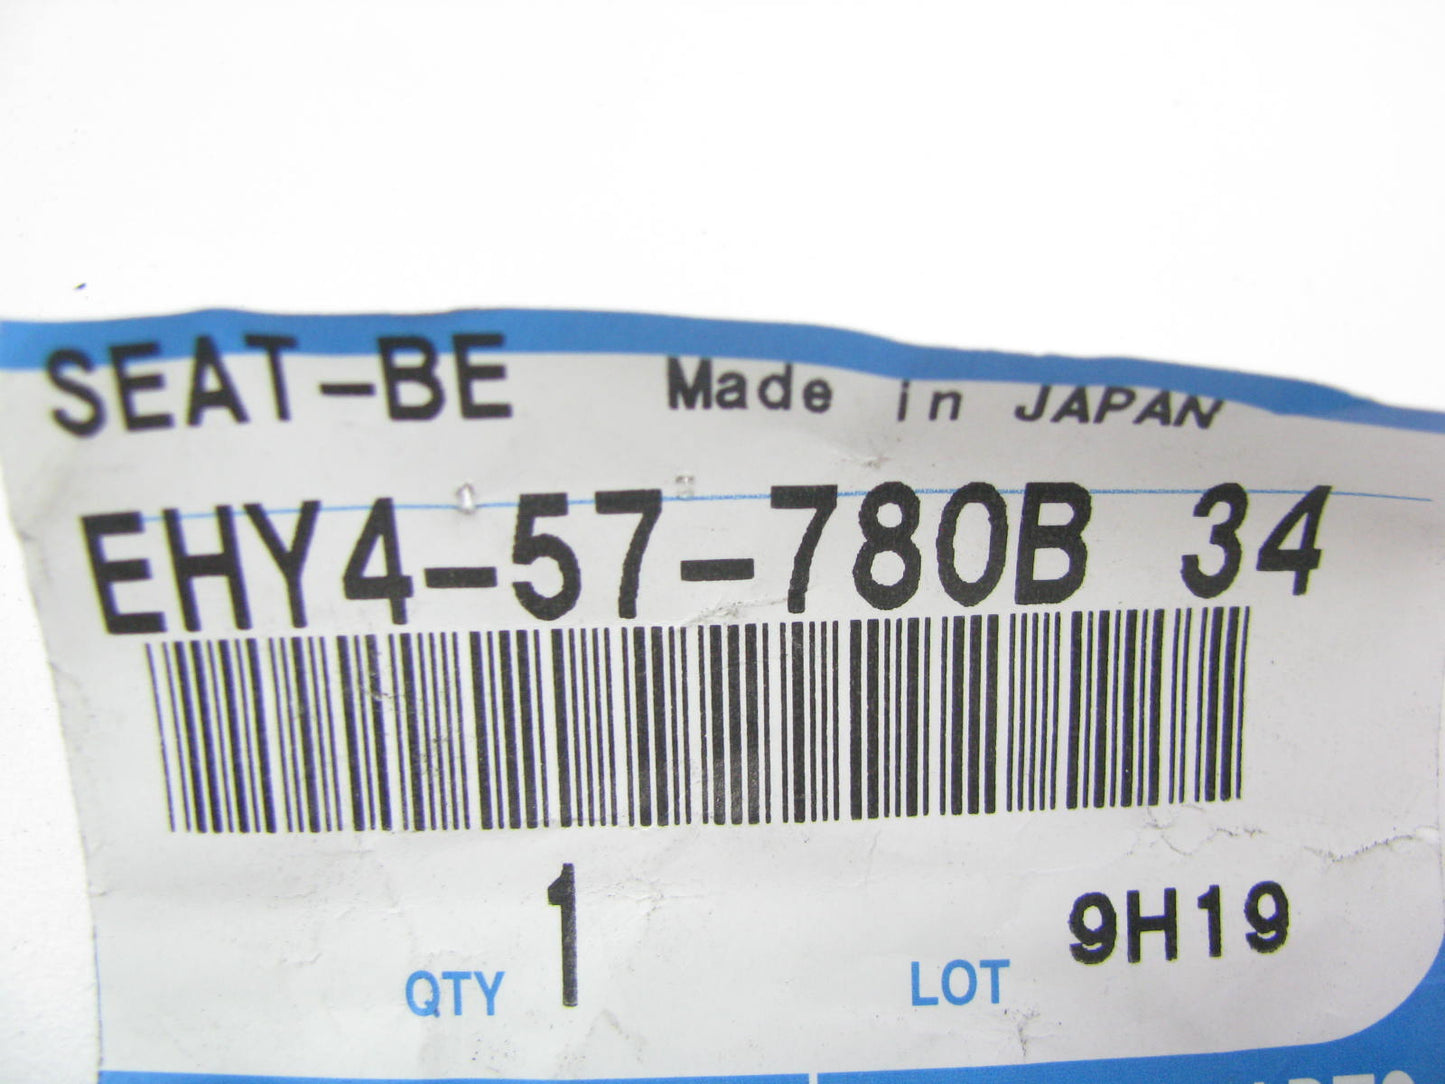 SEAT-BE Made in JAPAN
EHY4-57-780B 34
QTY 1 LOT 9H19